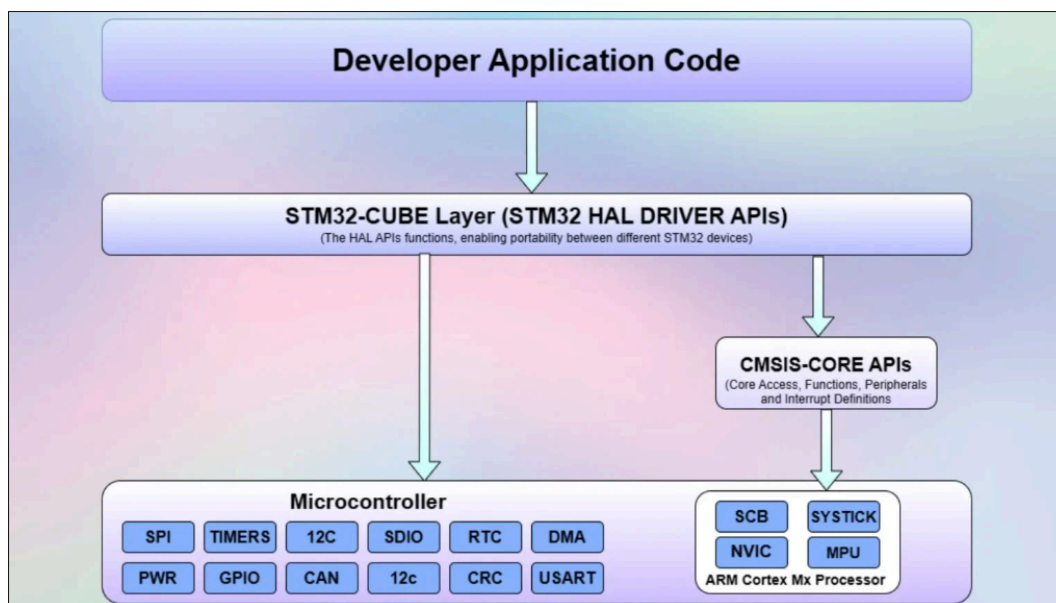 Developer Application Code
STM32-CUBE Layer (STM32 HAL DRIVER APIs)
(The HAL APIs functions, enabling portability between different STM32 devices)
CMSIS-CORE APIs
(Core Access, Functions, Peripherals
and Interrupt Definitions
Microcontroller
SPI TIMERS 12C SDIO RTC DMA
PWR GPIO CAN 12c CRC USART
SCB SYSTICK
NVIC MPU
ARM Cortex Mx Processor